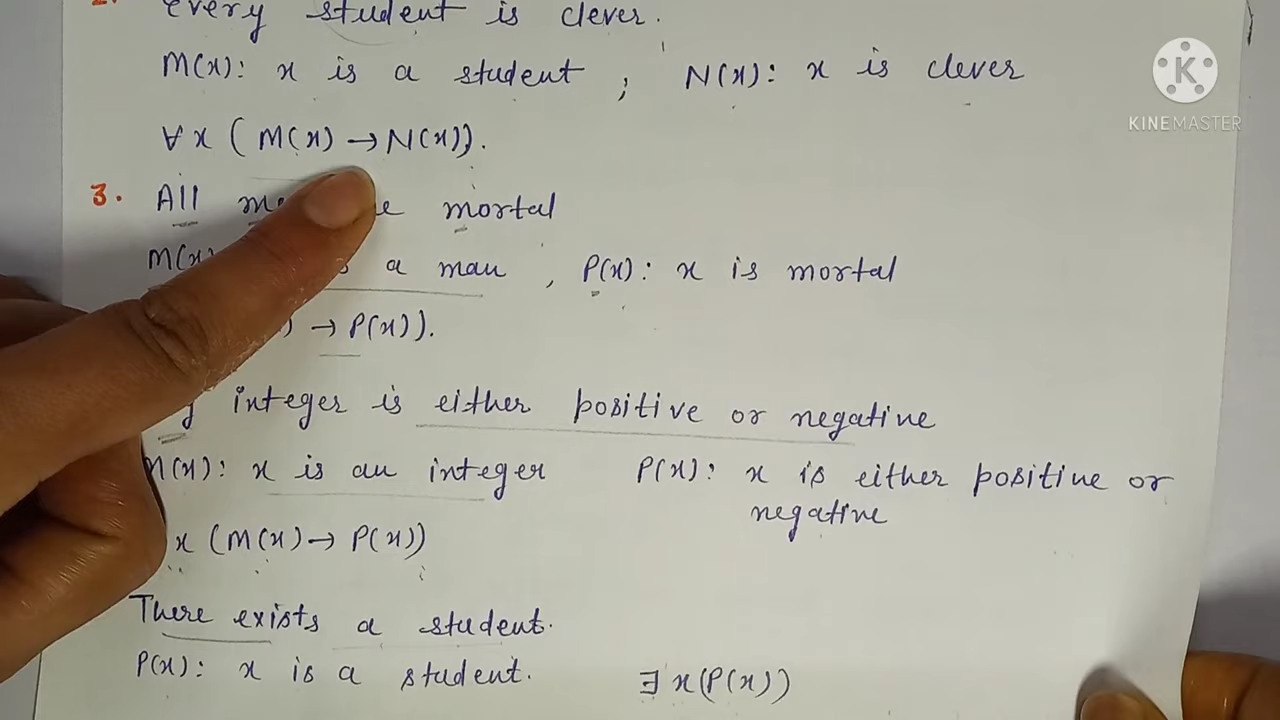 every student is clever.
M(x): x is a student ; N(x): x is clever
K
KINEMASTER
∀ x ( M(x) → N(x)).
3. All mortal
M(x) a man , P(x): x is mortal
) → P(x)).
integer is either positive or negative
M(x): x is an integer P(x): x is either positive or
negative
x (M(x) → P(x))
There exists a student.
P(x): x is a student. ∃ x(P(x))